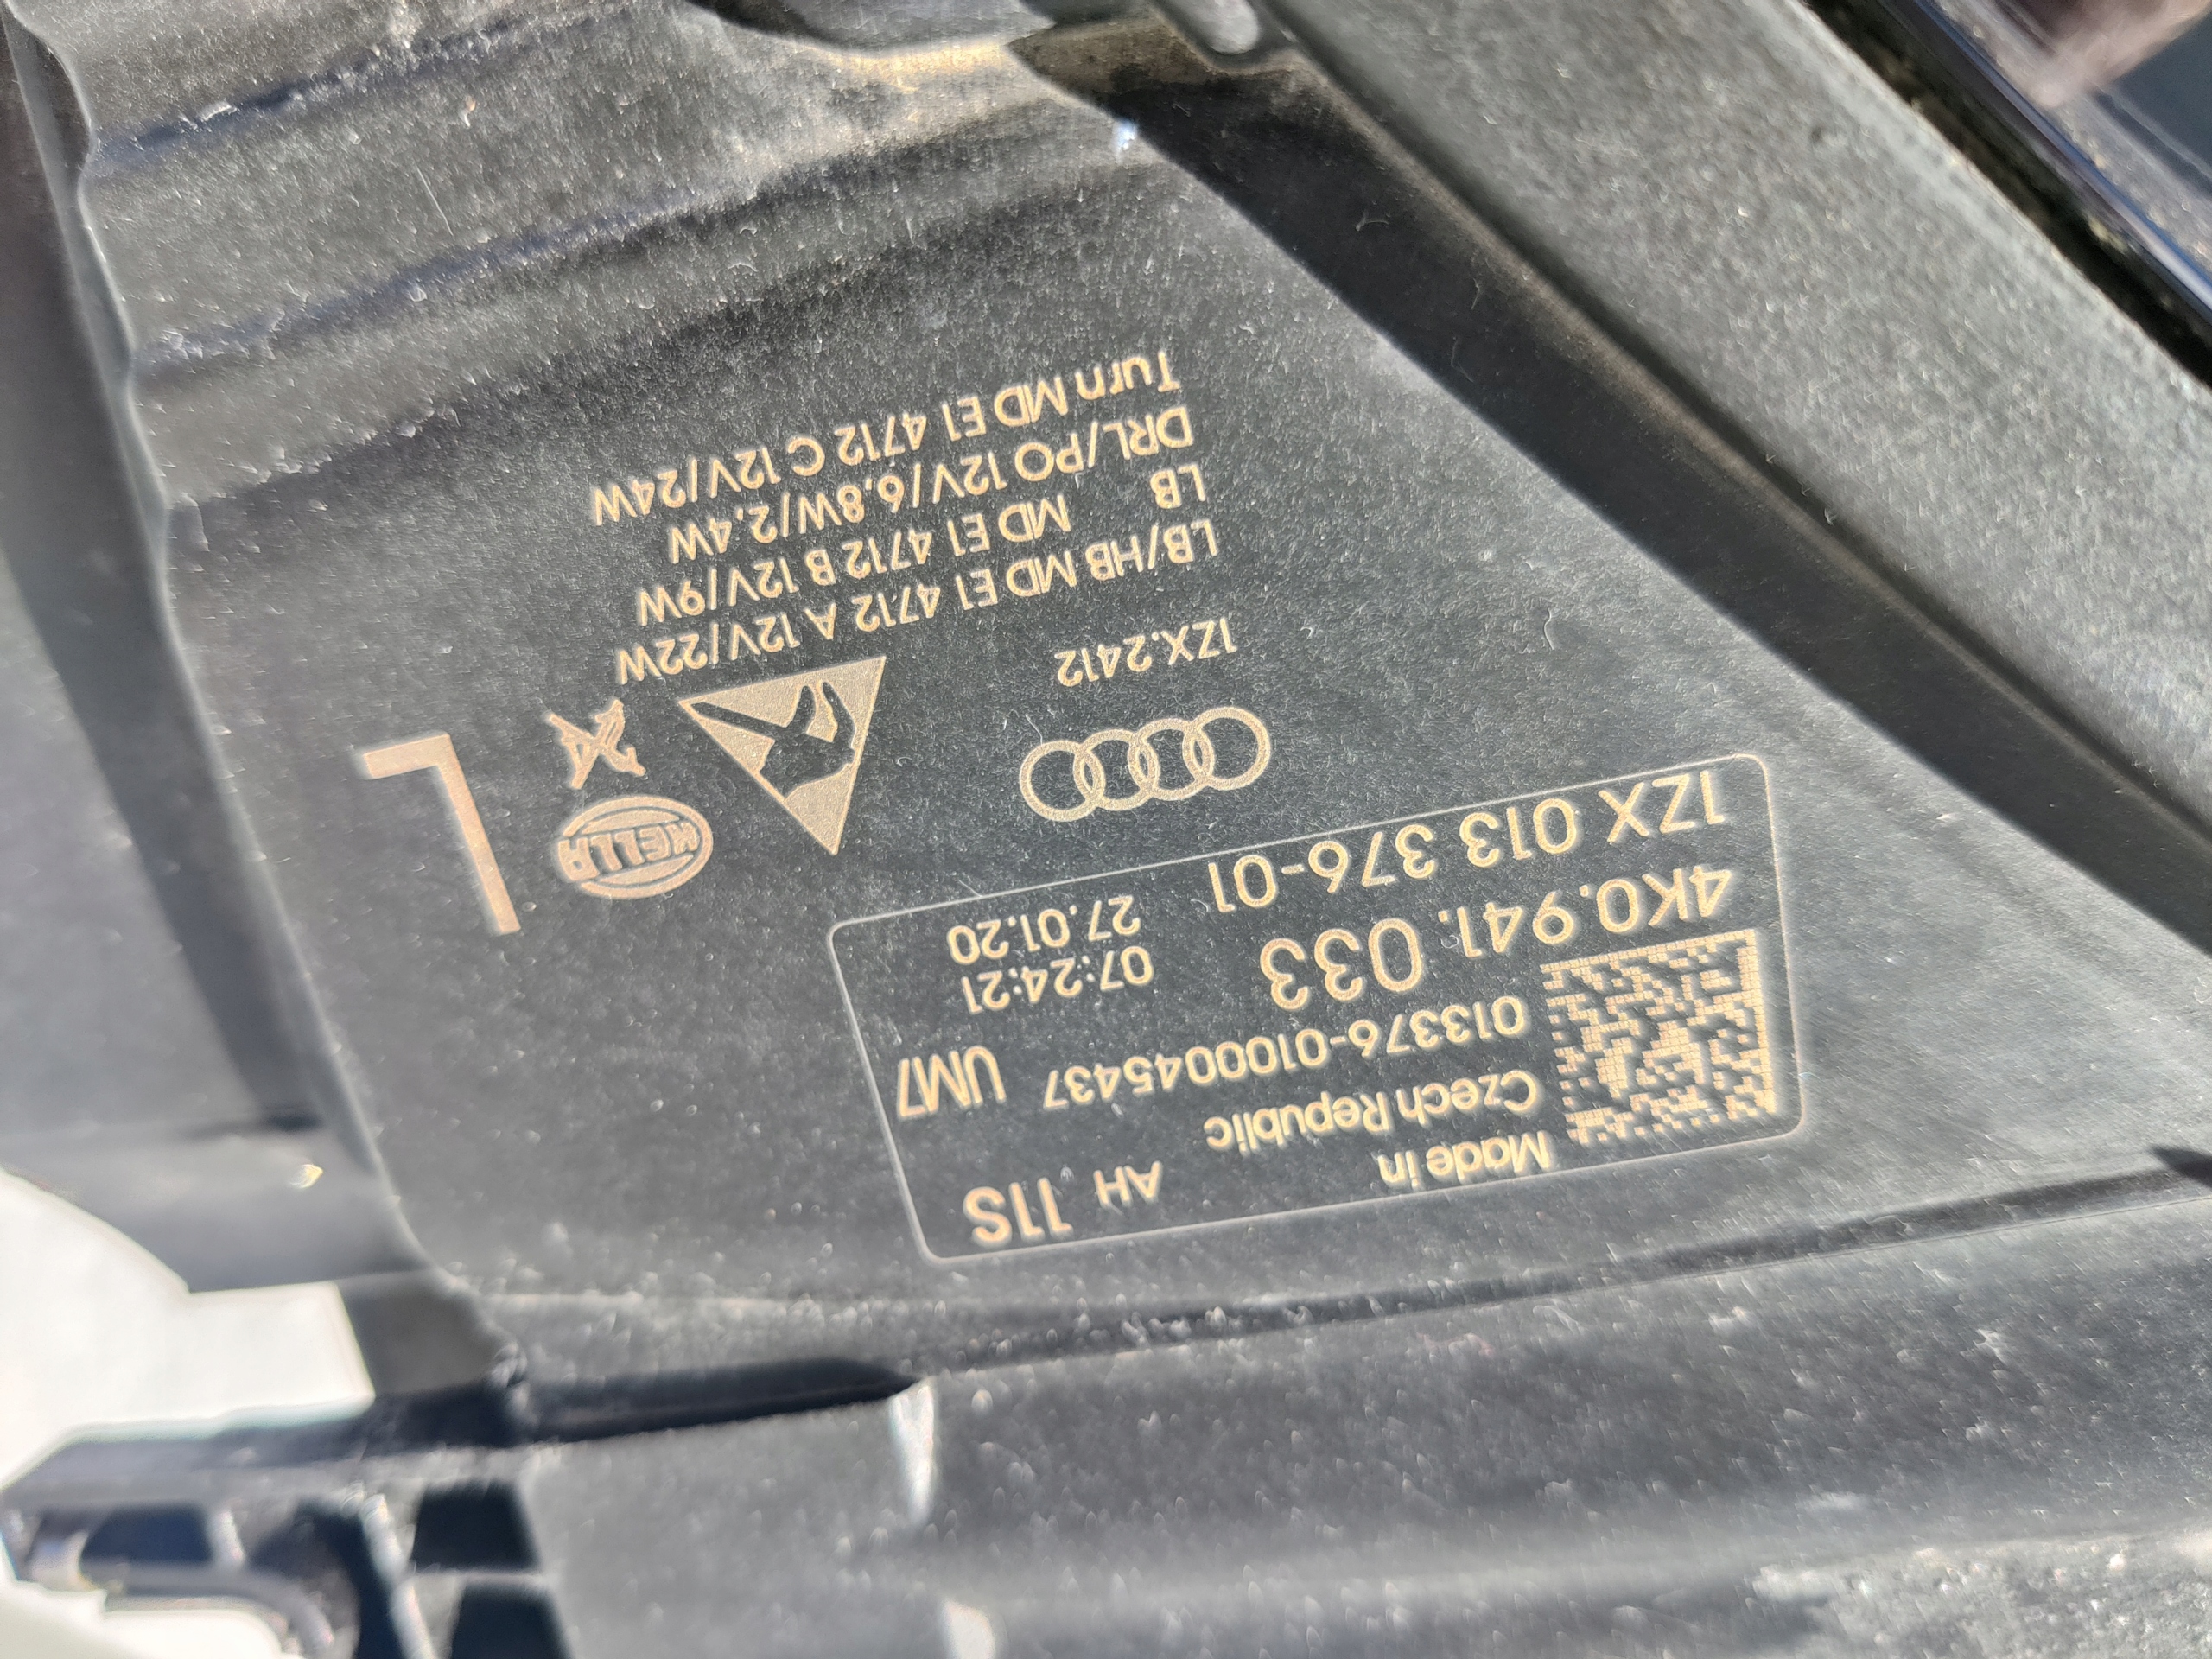 Made in
Czech Republic
AH 11S
013376-0100045437 UM7
4K0.941. 033
07:24:21
27.01.20
1ZX 013 376-01
1ZX.2412
HELLA
L
LB/HB MD E1 4712 A 12V/22W
LB MD E1 4712 B 12V/9W
DRL/PO 12V/6,8W/2,4W
Turn MD E1 4712 C 12V/24W